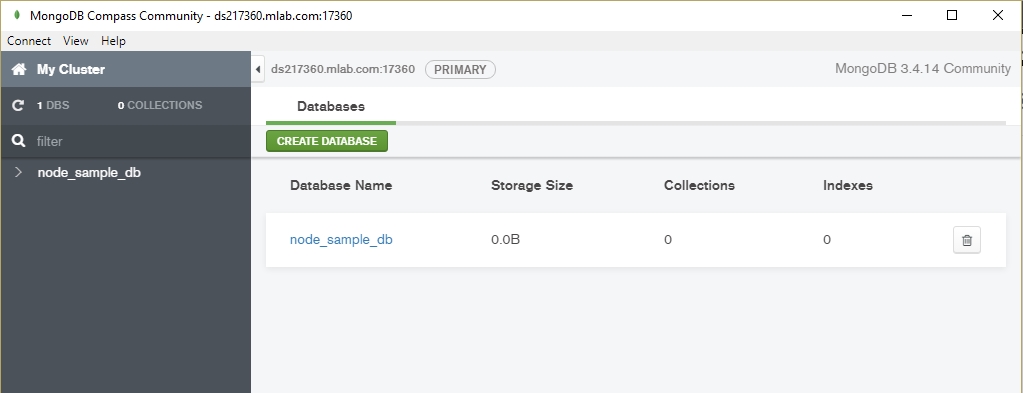 MongoDB Compass Community - ds217360.mlab.com:17360
Connect View Help
My Cluster
ds217360.mlab.com:17360 PRIMARY MongoDB 3.4.14 Community
1 DBS 0 COLLECTIONS
Databases
filter
CREATE DATABASE
node_sample_db
Database Name Storage Size Collections Indexes
node_sample_db 0.0B 0 0